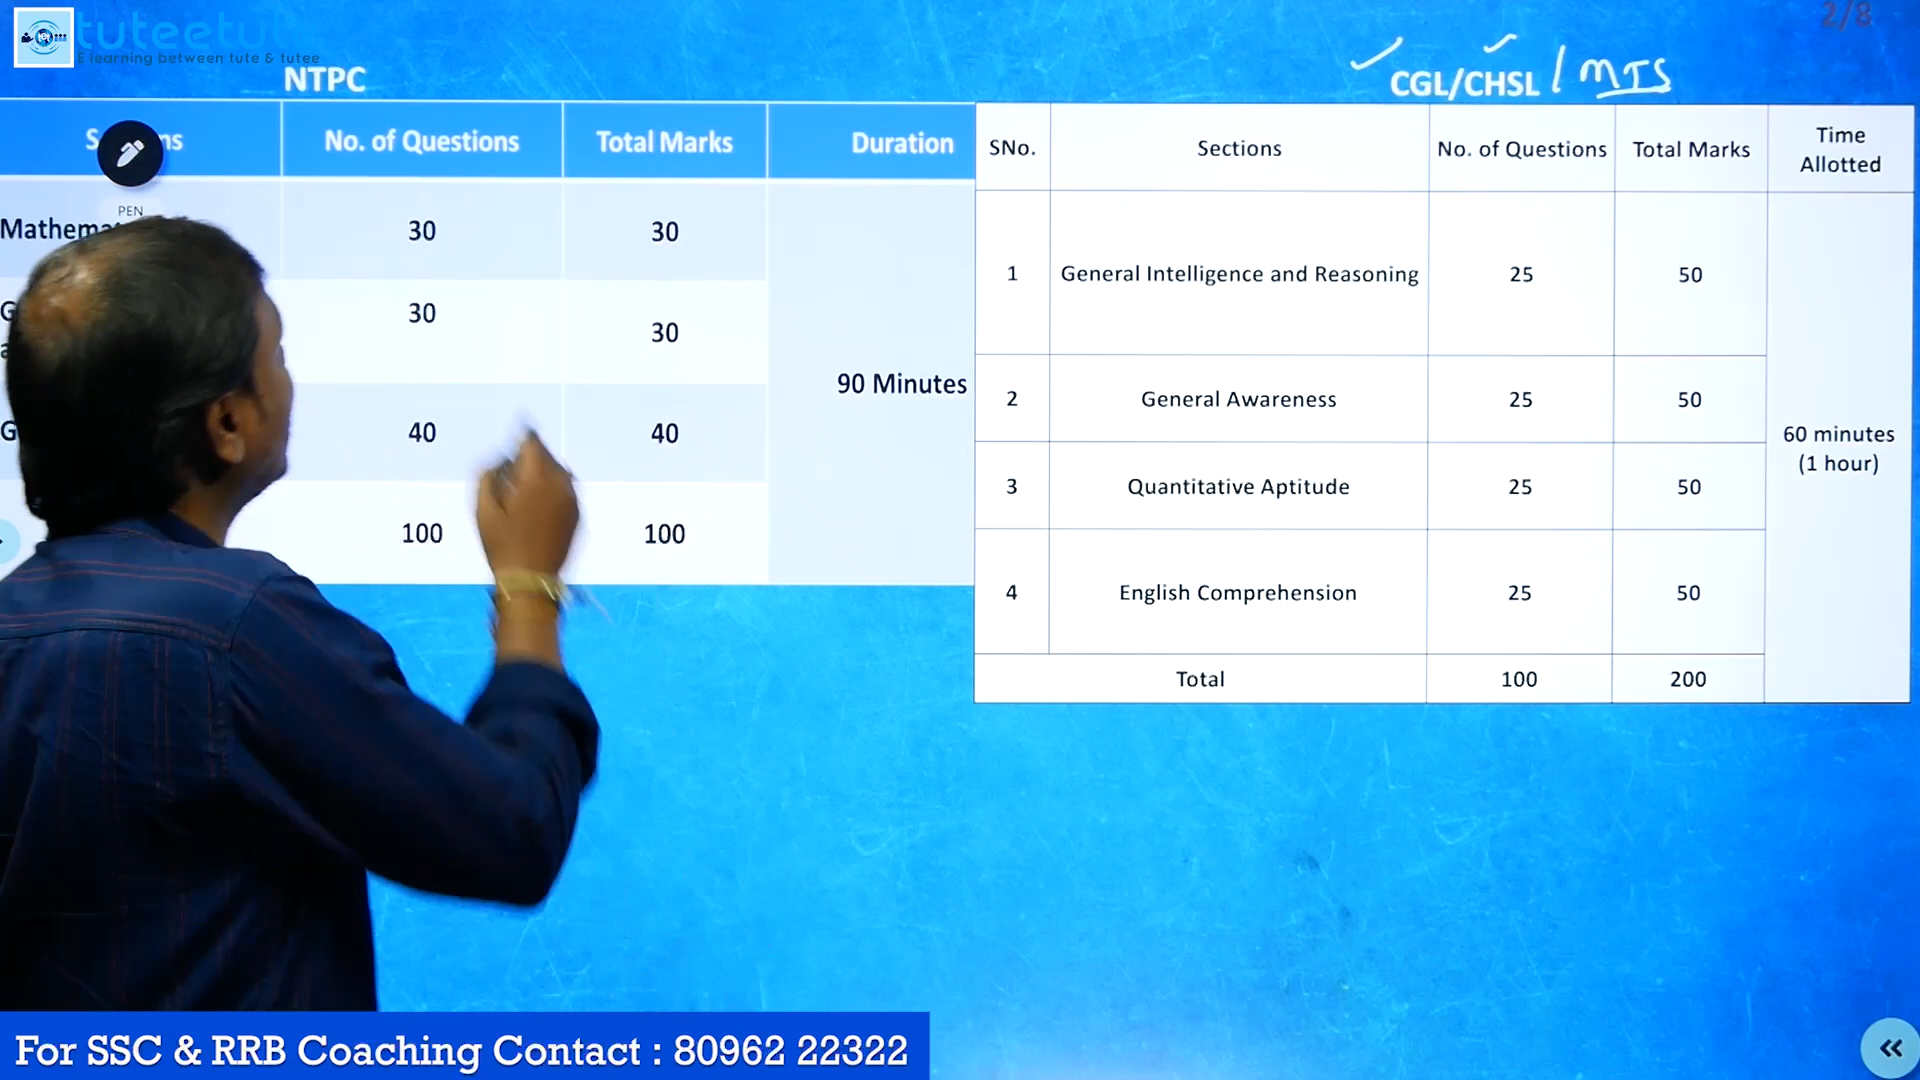 tuteetut
E learning between tute & tutee
2/8
NTPC
CGL/CHSL / MTS
No. of Questions Total Marks Duration
PEN
30 30
30 30
40 40
100 100
90 Minutes
SNo. Sections No. of Questions Total Marks Time Allotted
1 General Intelligence and Reasoning 25 50
2 General Awareness 25 50
3 Quantitative Aptitude 25 50
4 English Comprehension 25 50
Total 100 200
60 minutes
(1 hour)
For SSC & RRB Coaching Contact : 80962 22322